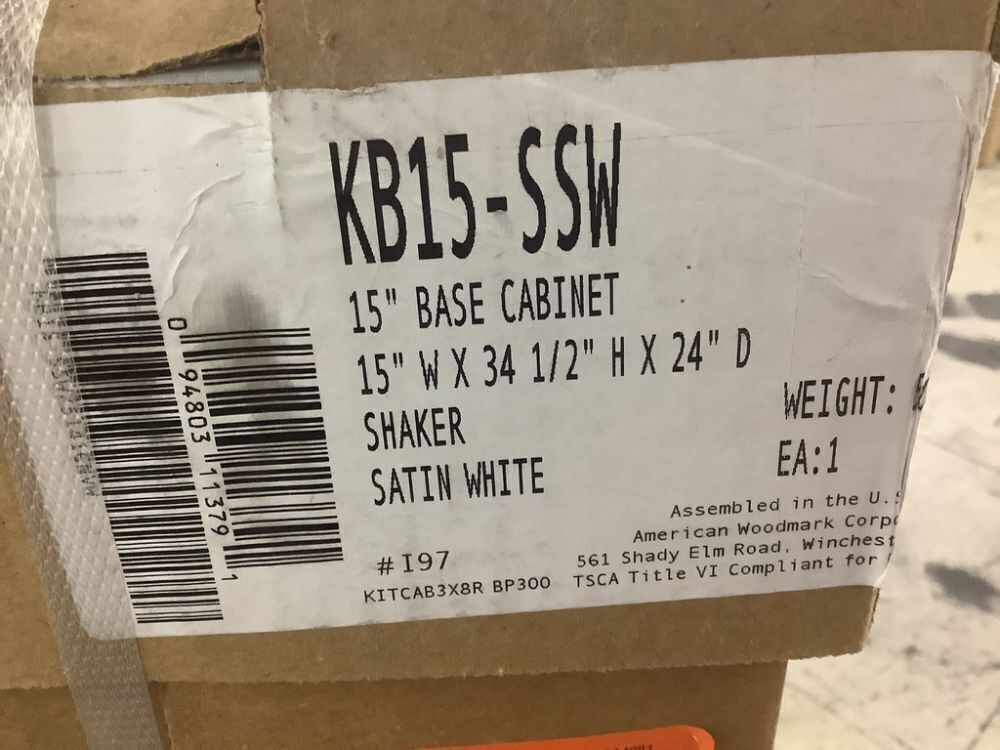 KB15-SSW
15" BASE CABINET
15" W X 34 1/2" H X 24" D
SHAKER
SATIN WHITE
WEIGHT:
EA:1
0 94803 11379 1
#I97
KITCAB3X8R BP300
Assembled in the U.S
American Woodmark Corpo
561 Shady Elm Road, Winchest
TSCA Title VI Compliant for